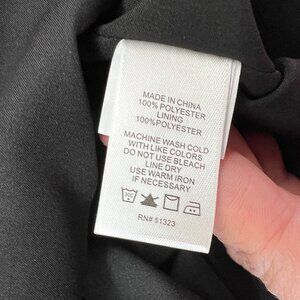 MADE IN CHINA
100% POLYESTER
LINING
100%POLYESTER
MACHINE WASH COLD
WITH LIKE COLORS
DO NOT USE BLEACH
LINE DRY
USE WARM IRON
IF NECESSARY
RN# 51323